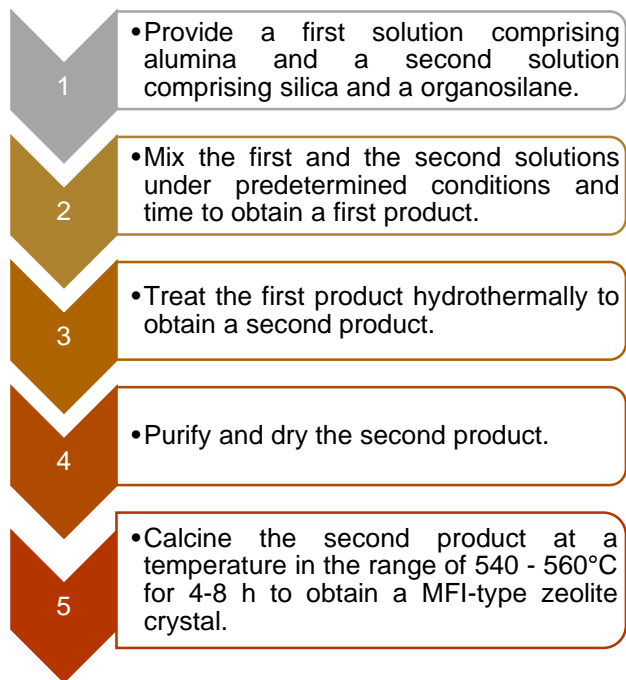 1
•Provide a first solution comprising
alumina and a second solution
comprising silica and a organosilane.
2
•Mix the first and the second solutions
under predetermined conditions and
time to obtain a first product.
3
•Treat the first product hydrothermally to
obtain a second product.
4
•Purify and dry the second product.
5
•Calcine the second product at a
temperature in the range of 540 - 560°C
for 4-8 h to obtain a MFI-type zeolite
crystal.